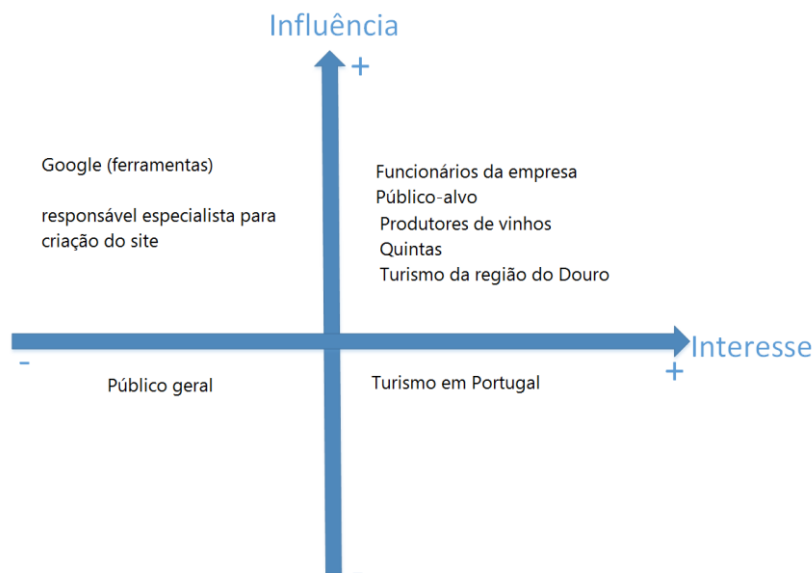 Influência
+
Google (ferramentas)
responsável especialista para
criação do site
Funcionários da empresa
Público-alvo
Produtores de vinhos
Quintas
Turismo da região do Douro
Interesse
-
+
Público geral
Turismo em Portugal
-